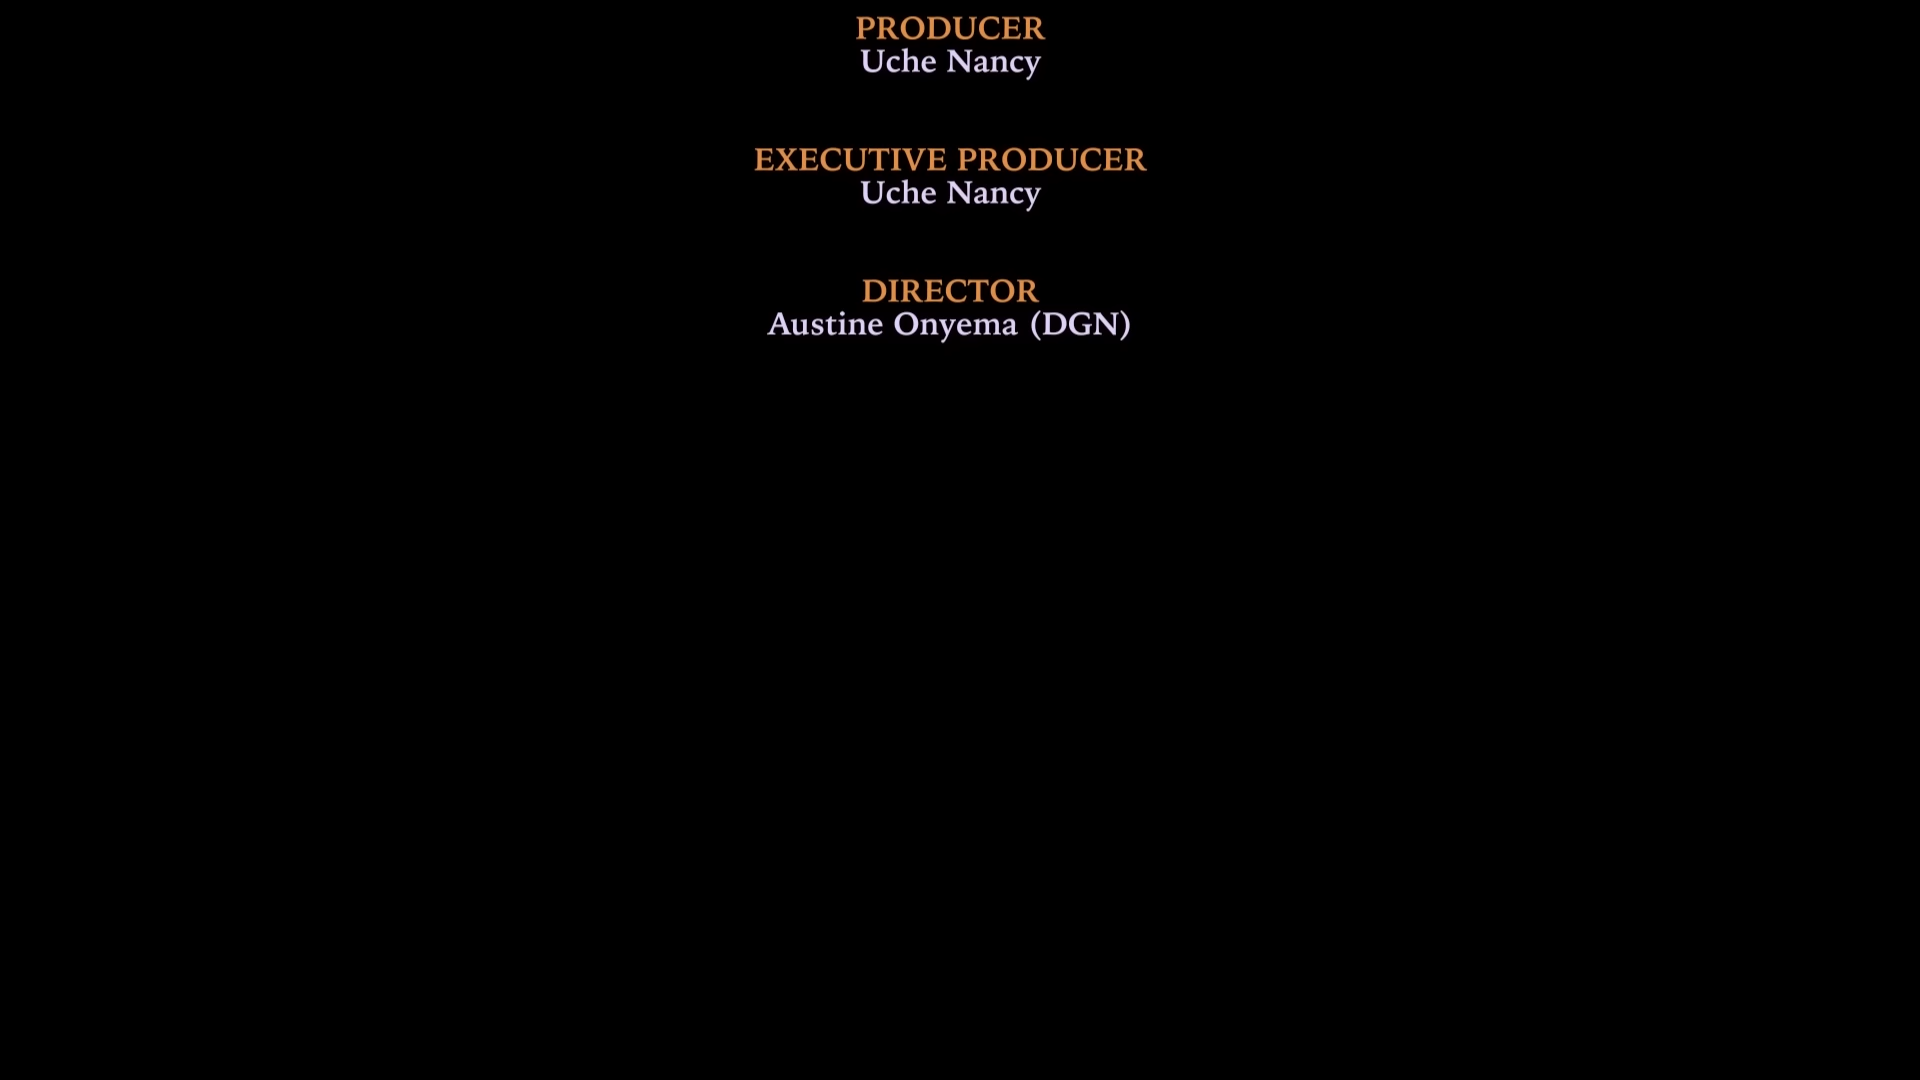 PRODUCER
Uche Nancy
EXECUTIVE PRODUCER
Uche Nancy
DIRECTOR
Austine Onyema (DGN)